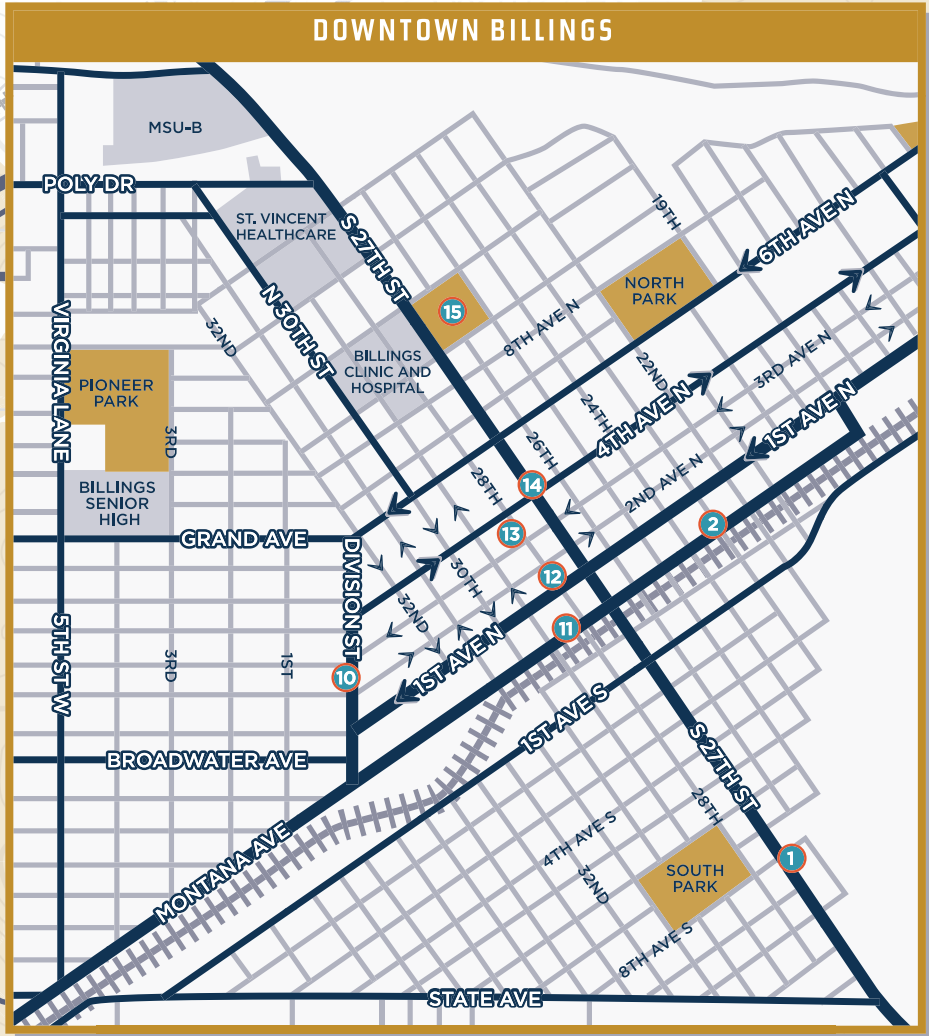 DOWNTOWN BILLINGS
MSU-B
POLY DR
ST. VINCENT
HEALTHCARE
S 27TH ST
19TH
6TH AVE N
NORTH
PARK
VIRGINIA LANE
N 30TH ST
32ND
15
8TH AVE N
BILLINGS
CLINIC AND
HOSPITAL
3RD AVE N
PIONEER
PARK
22ND
24TH
4TH AVE N
1ST AVE N
3RD
26TH
28TH
2ND AVE N
BILLINGS
SENIOR
HIGH
14
2
13
GRAND AVE
DIVISION ST
30TH
12
32ND
11
5TH ST W
3RD
1ST
10
1ST AVE N
1ST AVE S
BROADWATER AVE
S 27TH ST
28TH
MONTANA AVE
4TH AVE S
32ND
SOUTH
PARK
1
8TH AVE S
STATE AVE